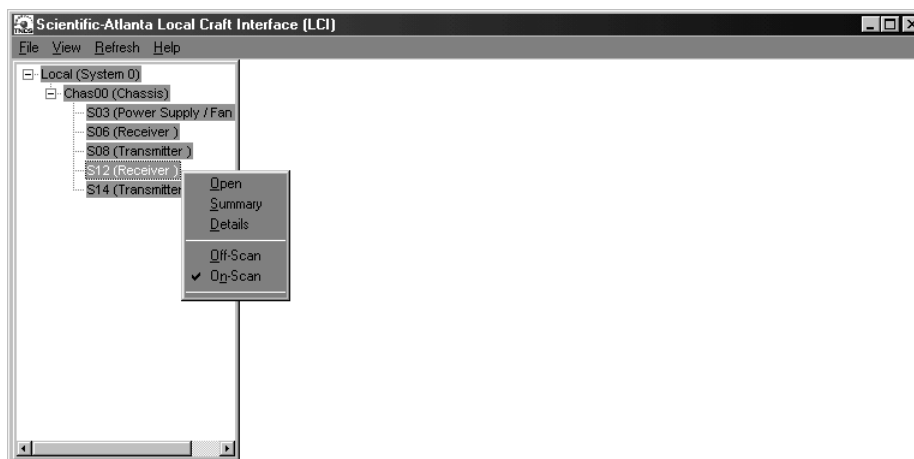 Scientific-Atlanta Local Craft Interface (LCI)
File View Refresh Help
Local (System 0)
Chas00 (Chassis)
S03 (Power Supply / Fan
S06 (Receiver )
S08 (Transmitter )
S12 (Receiver )
S14 (Transmitter
Open
Summary
Details
Off-Scan
On-Scan